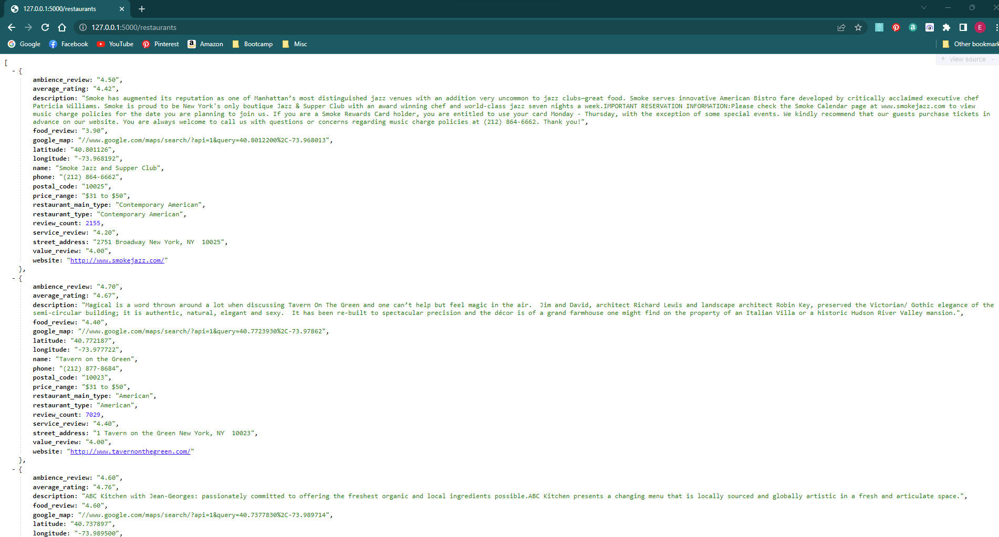 127.0.0.1:5000/restaurants
127.0.0.1:5000/restaurants
E
Google Facebook YouTube Pinterest Amazon Bootcamp Misc Other bookmark
+ view source -
[
- {
ambience_review: "4.50",
average_rating: "4.42",
description: "Smoke has augmented its reputation as one of Manhattan’s most distinguished jazz venues with an addition very uncommon to jazz clubs—great food. Smoke serves innovative American Bistro fare developed by critically acclaimed executive chef
Patricia Williams. Smoke is proud to be New York's only boutique Jazz & Supper Club with an award winning chef and world-class jazz seven nights a week.IMPORTANT RESERVATION INFORMATION:Please check the Smoke Calendar page at www.smokejazz.com to view
music charge policies for the date you are planning to join us. If you are a Smoke Rewards Card holder, you are entitled to use your card Monday - Thursday, with the exception of some special events. We kindly recommend that our guests purchase tickets in
advance on our website. You are always welcome to call us with questions or concerns regarding music charge policies at (212) 864-6662. Thank you!",
food_review: "3.90",
google_map: "//www.google.com/maps/search/?api=1&query=40.8012200%2C-73.968013",
latitude: "40.801126",
longitude: "-73.968192",
name: "Smoke Jazz and Supper Club",
phone: "(212) 864-6662",
postal_code: "10025",
price_range: "$31 to $50",
restaurant_main_type: "Contemporary American",
restaurant_type: "Contemporary American",
review_count: 2155,
service_review: "4.20",
street_address: "2751 Broadway New York, NY  10025",
value_review: "4.00",
website: "http://www.smokejazz.com/"
},
- {
ambience_review: "4.70",
average_rating: "4.67",
description: "Magical is a word thrown around a lot when discussing Tavern On The Green and one can’t help but feel magic in the air.  Jim and David, architect Richard Lewis and landscape architect Robin Key, preserved the Victorian/ Gothic elegance of the
semi-circular building; it is authentic, natural, elegant and sexy.  It has been re-built to spectacular precision and the décor is of a grand farmhouse one might find on the property of an Italian Villa or a historic Hudson River Valley mansion.",
food_review: "4.40",
google_map: "//www.google.com/maps/search/?api=1&query=40.7723930%2C-73.97862",
latitude: "40.772187",
longitude: "-73.977722",
name: "Tavern on the Green",
phone: "(212) 877-8684",
postal_code: "10023",
price_range: "$31 to $50",
restaurant_main_type: "American",
restaurant_type: "American",
review_count: 7029,
service_review: "4.40",
street_address: "1 Tavern on the Green New York, NY  10023",
value_review: "4.00",
website: "http://www.tavernonthegreen.com/"
},
- {
ambience_review: "4.60",
average_rating: "4.76",
description: "ABC Kitchen with Jean-Georges: passionately committed to offering the freshest organic and local ingredients possible.ABC Kitchen presents a changing menu that is locally sourced and globally artistic in a fresh and articulate space.",
food_review: "4.60",
google_map: "//www.google.com/maps/search/?api=1&query=40.7377830%2C-73.989714",
latitude: "40.737897",
longitude: "-73.989500",